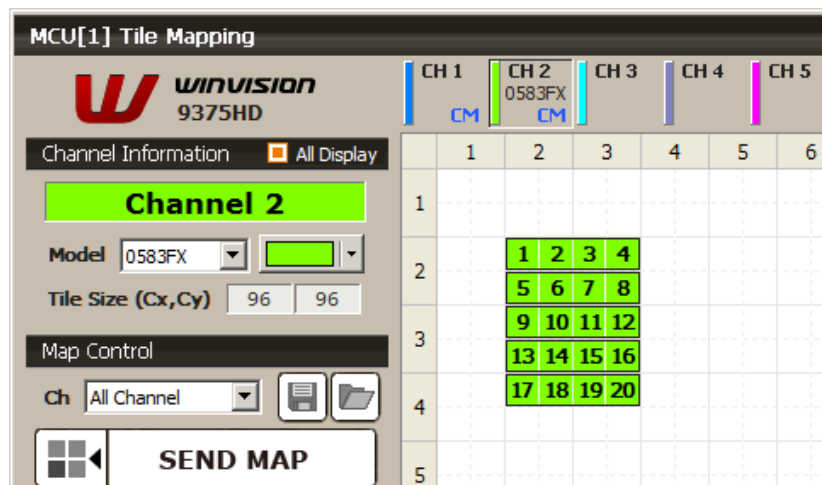 MCU[1] Tile Mapping
WINVISION
9375HD
CH 1
CM
CH 2
0583FX
CM
CH 3
CH 4
CH 5
Channel Information
All Display
Channel 2
Model
0583FX
Tile Size (Cx,Cy)
96
96
Map Control
Ch
All Channel
SEND MAP
1 2 3 4 5 6
1
2
3
4
5
1 2 3 4
5 6 7 8
9 10 11 12
13 14 15 16
17 18 19 20